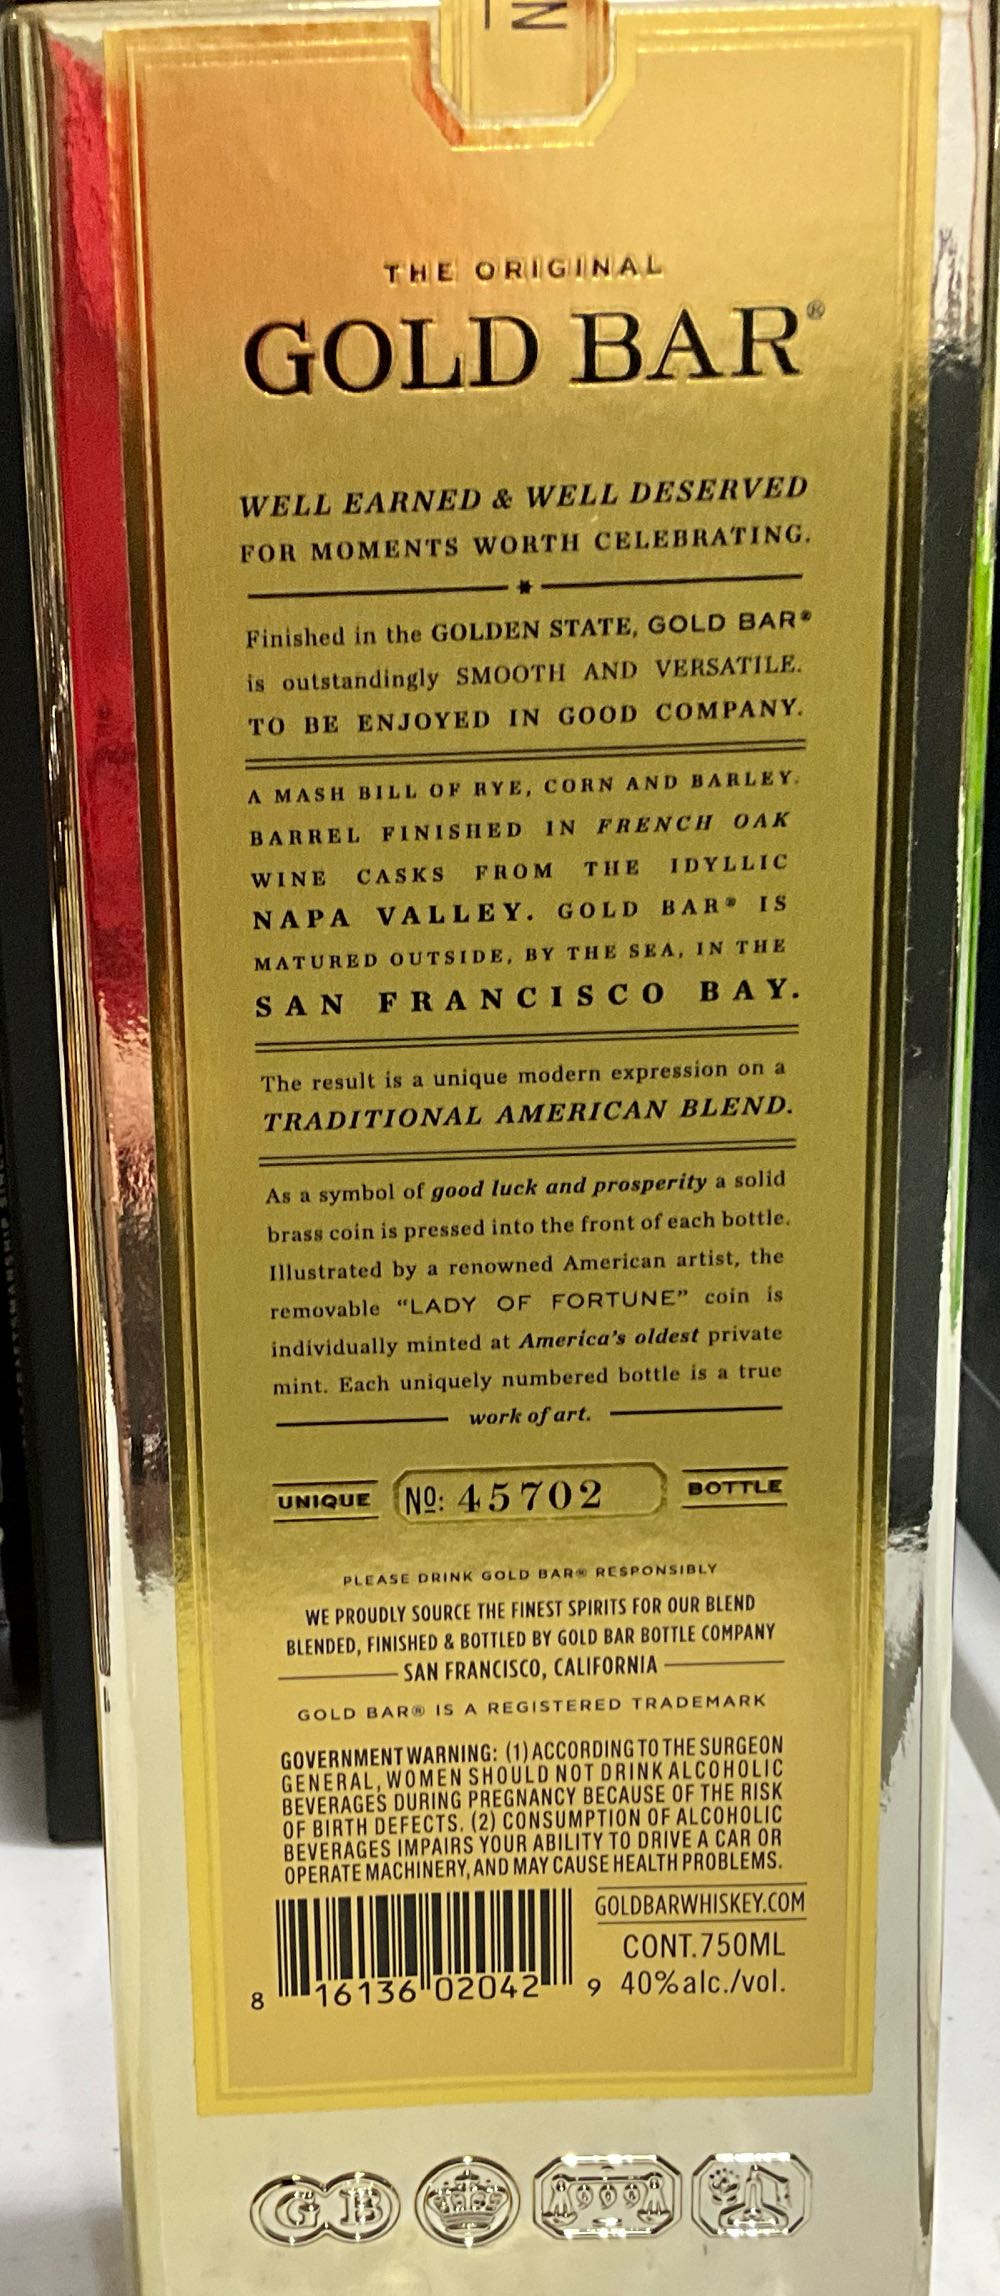 THE ORIGINAL
GOLD BAR®
WELL EARNED & WELL DESERVED
FOR MOMENTS WORTH CELEBRATING.
Finished in the GOLDEN STATE, GOLD BAR®
is outstandingly SMOOTH AND VERSATILE.
TO BE ENJOYED IN GOOD COMPANY.
A MASH BILL OF RYE, CORN AND BARLEY.
BARREL FINISHED IN FRENCH OAK
WINE CASKS FROM THE IDYLLIC
NAPA VALLEY. GOLD BAR® IS
MATURED OUTSIDE, BY THE SEA, IN THE
SAN FRANCISCO BAY.
The result is a unique modern expression on a
TRADITIONAL AMERICAN BLEND.
As a symbol of good luck and prosperity a solid
brass coin is pressed into the front of each bottle.
Illustrated by a renowned American artist, the
removable “LADY OF FORTUNE” coin is
individually minted at America's oldest private
mint. Each uniquely numbered bottle is a true
work of art.
UNIQUE Nº: 45702 BOTTLE
PLEASE DRINK GOLD BAR® RESPONSIBLY
WE PROUDLY SOURCE THE FINEST SPIRITS FOR OUR BLEND
BLENDED, FINISHED & BOTTLED BY GOLD BAR BOTTLE COMPANY
SAN FRANCISCO, CALIFORNIA
GOLD BAR® IS A REGISTERED TRADEMARK
GOVERNMENT WARNING: (1) ACCORDING TO THE SURGEON
GENERAL, WOMEN SHOULD NOT DRINK ALCOHOLIC
BEVERAGES DURING PREGNANCY BECAUSE OF THE RISK
OF BIRTH DEFECTS. (2) CONSUMPTION OF ALCOHOLIC
BEVERAGES IMPAIRS YOUR ABILITY TO DRIVE A CAR OR
OPERATE MACHINERY, AND MAY CAUSE HEALTH PROBLEMS.
GOLDBARWHISKEY.COM
CONT. 750ML
40% alc./vol.
8 16136 02042 9
GB
999